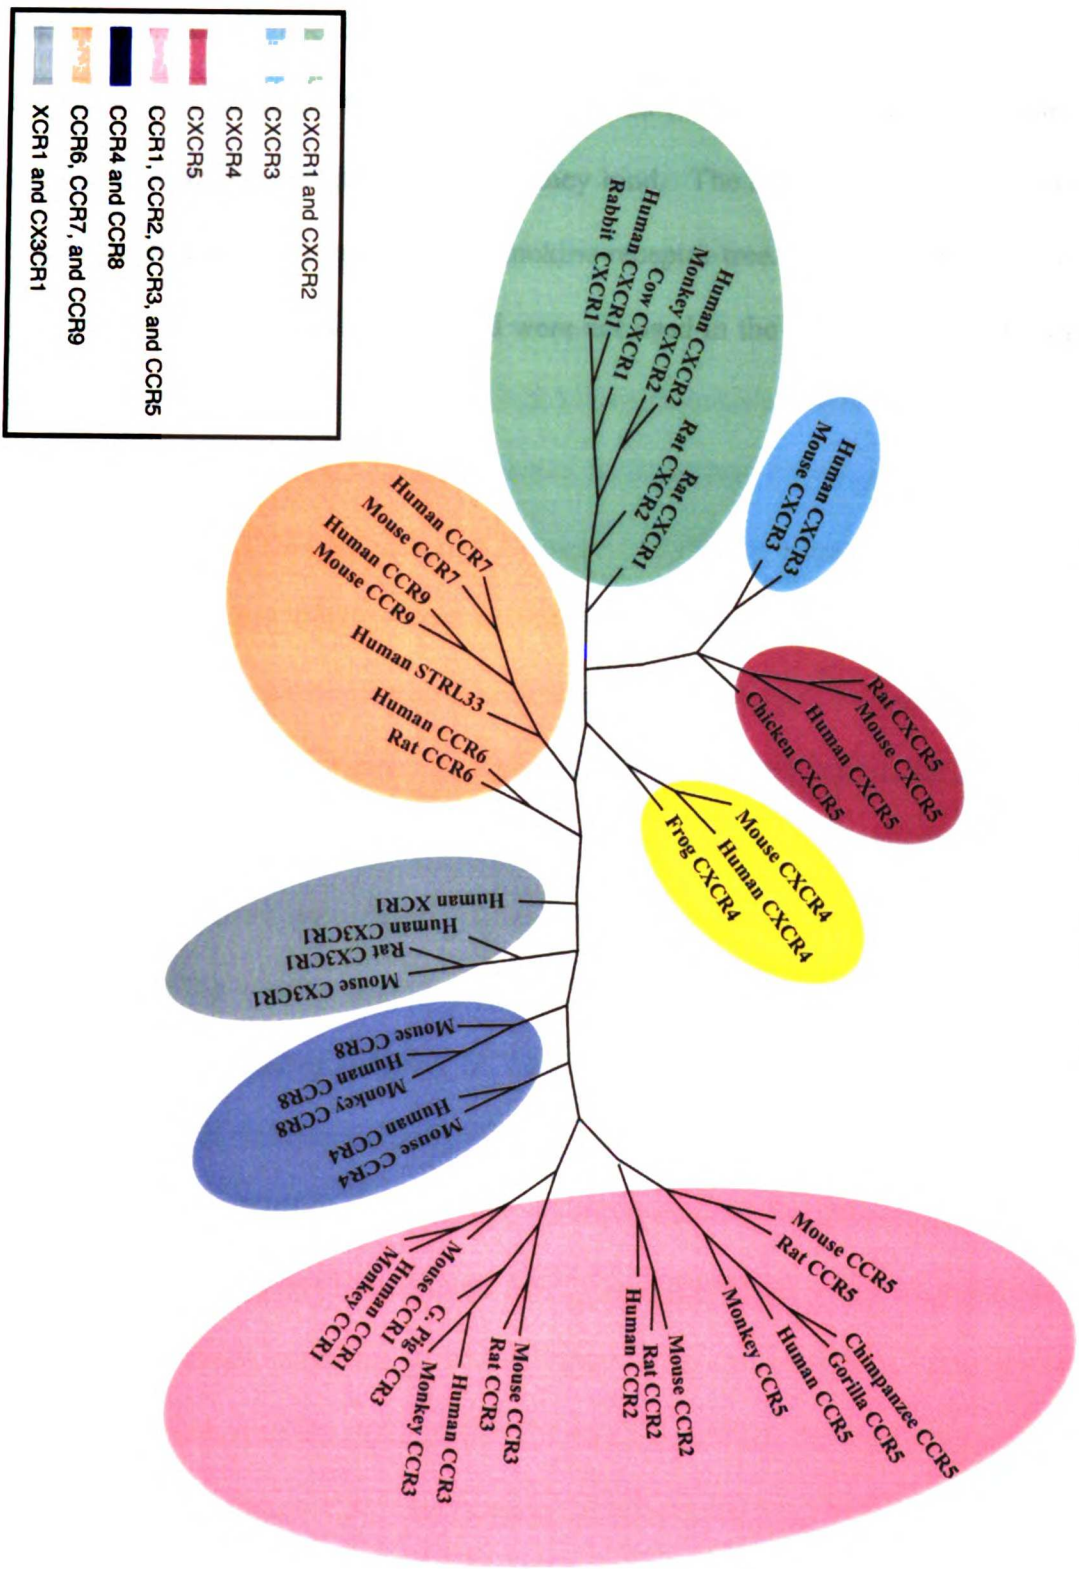 CXCR1 and CXCR2
CXCR3
CXCR4
CXCR5
CCR1, CCR2, CCR3, and CCR5
CCR4 and CCR8
CCR6, CCR7, and CCR9
XCR1 and CX3CR1
Rabbit CXCR1
Human CXCR1
Cow CXCR1
Monkey CXCR2
Human CXCR2
Rat CXCR2
Rat CXCR1
Mouse CXCR3
Human CXCR3
Rat CXCR5
Mouse CXCR5
Human CXCR5
Chicken CXCR5
Mouse CXCR4
Human CXCR4
Frog CXCR4
Human CCR7
Mouse CCR7
Human CCR9
Mouse CCR9
Human STRL33
Human CCR6
Rat CCR6
Human XCR1
Human CX3CR1
Rat CX3CR1
Mouse CX3CR1
Mouse CCR8
Human CCR8
Monkey CCR8
Human CCR4
Mouse CCR4
Mouse CCR5
Rat CCR5
Chimpanzee CCR5
Gorilla CCR5
Human CCR5
Monkey CCR5
Mouse CCR2
Rat CCR2
Human CCR2
Mouse CCR3
Rat CCR3
Human CCR3
Monkey CCR3
G. Pig CCR3
Mouse CCR1
Human CCR1
Monkey CCR1